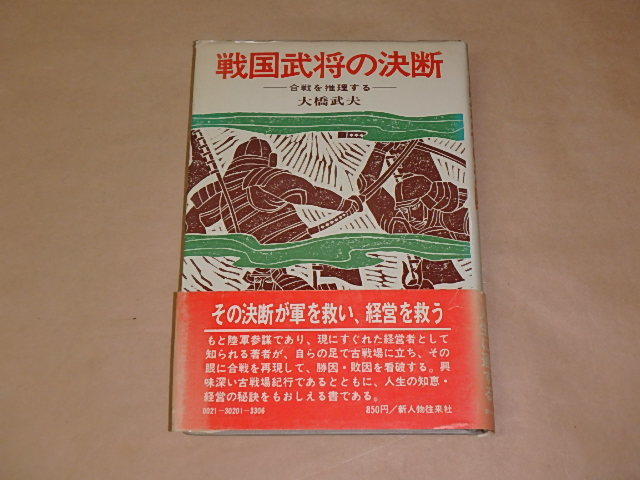 戦国武将の決断
―合戦を推理する―
大橋武夫
その決断が軍を救い、経営を救う
もと陸軍参謀であり、現にすぐれた経営者として
知られる著者が、自らの足で古戦場に立ち、その
眼に合戦を再現して、勝因・敗因を看破する。興
味深い古戦場紀行であるとともに、人生の知恵・
経営の秘訣をもおしえる書である。
0021-30201-3306
850円/新人物往来社